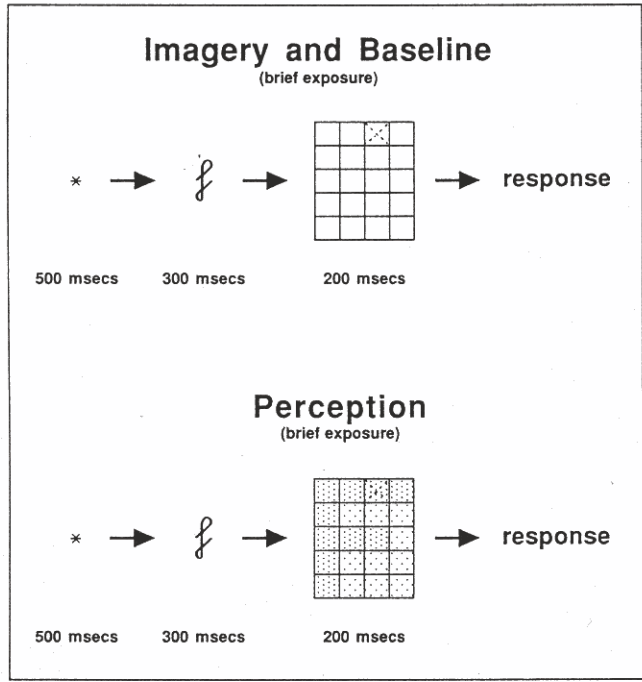 Imagery and Baseline
(brief exposure)
* f response
500 msecs 300 msecs 200 msecs
Perception
(brief exposure)
* f response
500 msecs 300 msecs 200 msecs